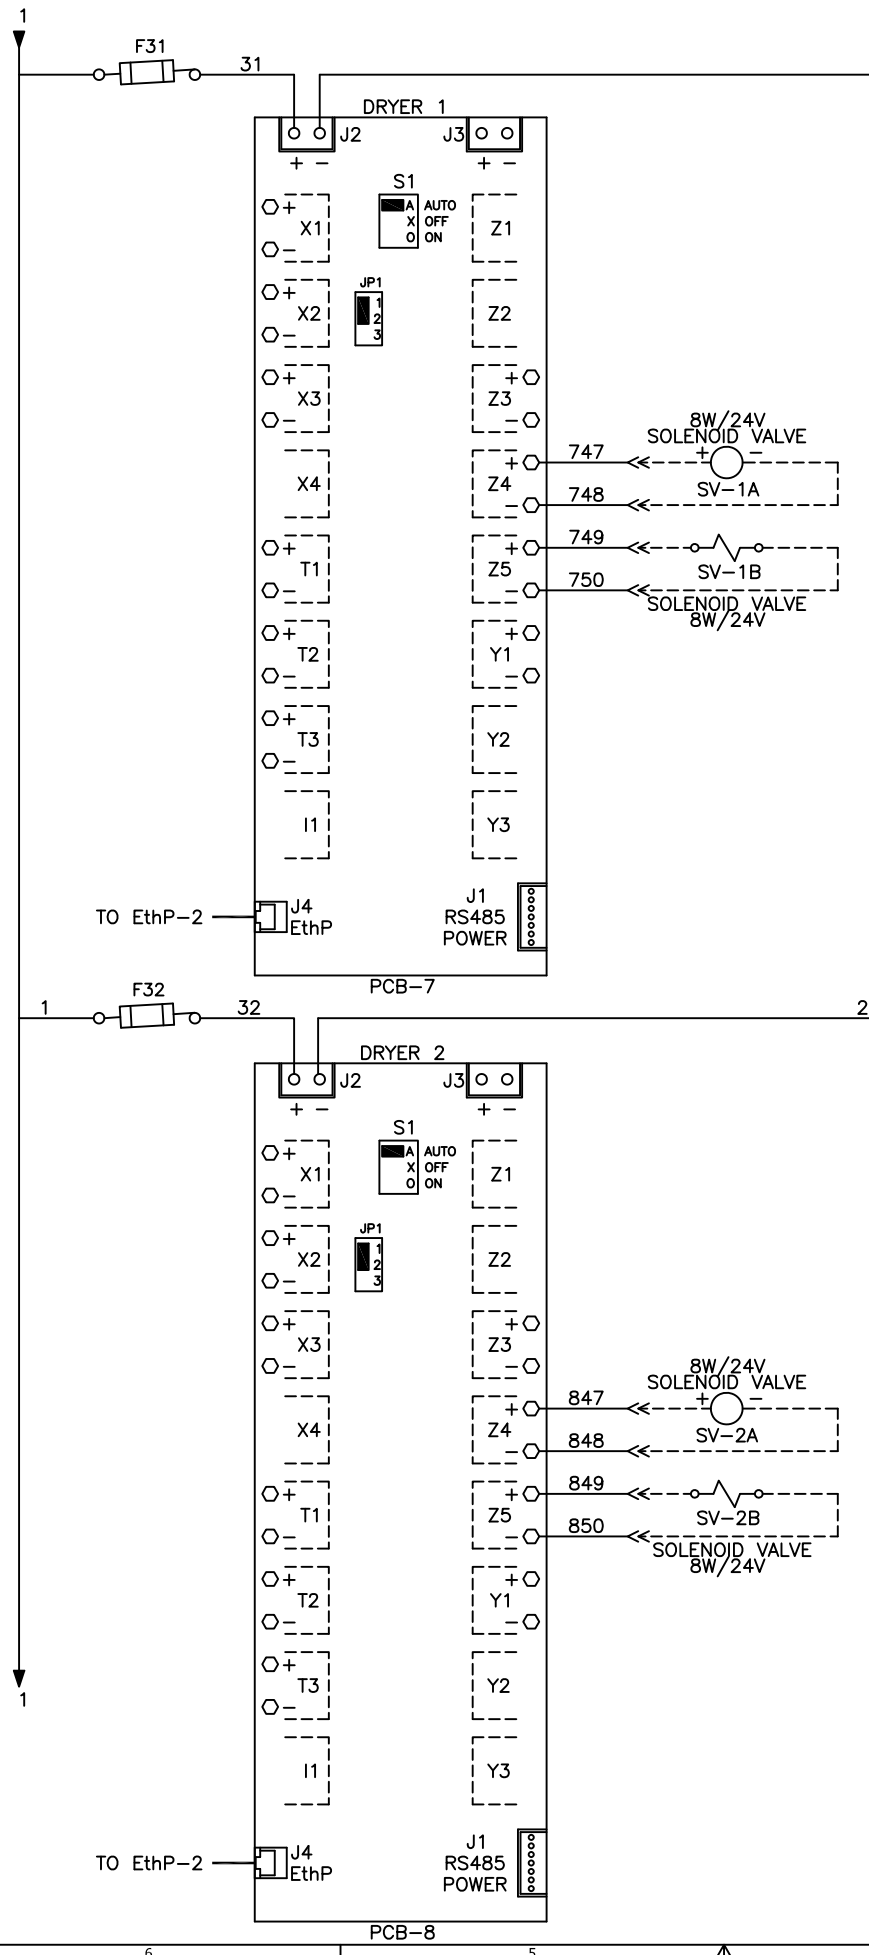 1
F31
31
DRYER 1
J2
J3
+ −
+ −
S1
A AUTO
X OFF
O ON
+
X1
−
Z1
JP1
1
2
3
+
X2
−
Z2
+
X3
−
+
Z3
−
8W/24V
SOLENOID VALVE
+ −
SV−1A
X4
+
Z4
−
747
748
+
T1
−
+
Z5
−
749
750
SV−1B
SOLENOID VALVE
8W/24V
+
T2
−
+
Y1
−
+
T3
−
Y2
I1
Y3
TO EthP−2
J4
EthP
J1
RS485
POWER
PCB−7
1
F32
32
2
DRYER 2
J2
J3
+ −
+ −
S1
A AUTO
X OFF
O ON
+
X1
−
Z1
JP1
1
2
3
+
X2
−
Z2
+
X3
−
+
Z3
−
8W/24V
SOLENOID VALVE
+ −
SV−2A
X4
+
Z4
−
847
848
+
T1
−
+
Z5
−
849
850
SV−2B
SOLENOID VALVE
8W/24V
+
T2
−
+
Y1
−
+
T3
−
Y2
1
I1
Y3
TO EthP−2
J4
EthP
J1
RS485
POWER
PCB−8
6
5